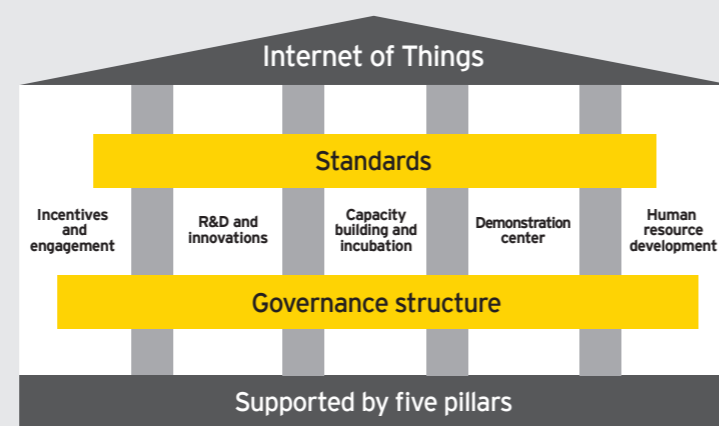 Internet of Things
Standards
Incentives
and
engagement
R&D and
innovations
Capacity
building and
incubation
Demonstration
center
Human
resource
development
Governance structure
Supported by five pillars